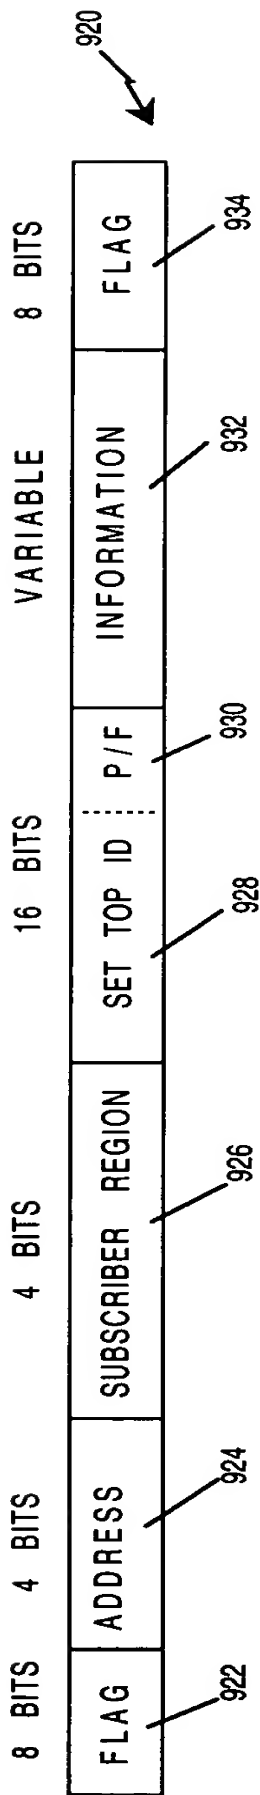 8 BITS 4 BITS 4 BITS 16 BITS VARIABLE 8 BITS
FLAG ADDRESS SUBSCRIBER REGION SET TOP ID P/F INFORMATION FLAG
922 924 926 928 930 932 934
920